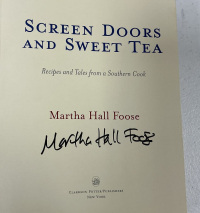 SCREEN DOORS
AND SWEET TEA
Recipes and Tales from a Southern Cook
Martha Hall Foose
Martha Hall Foose
CLARKSON POTTER/PUBLISHERS
NEW YORK